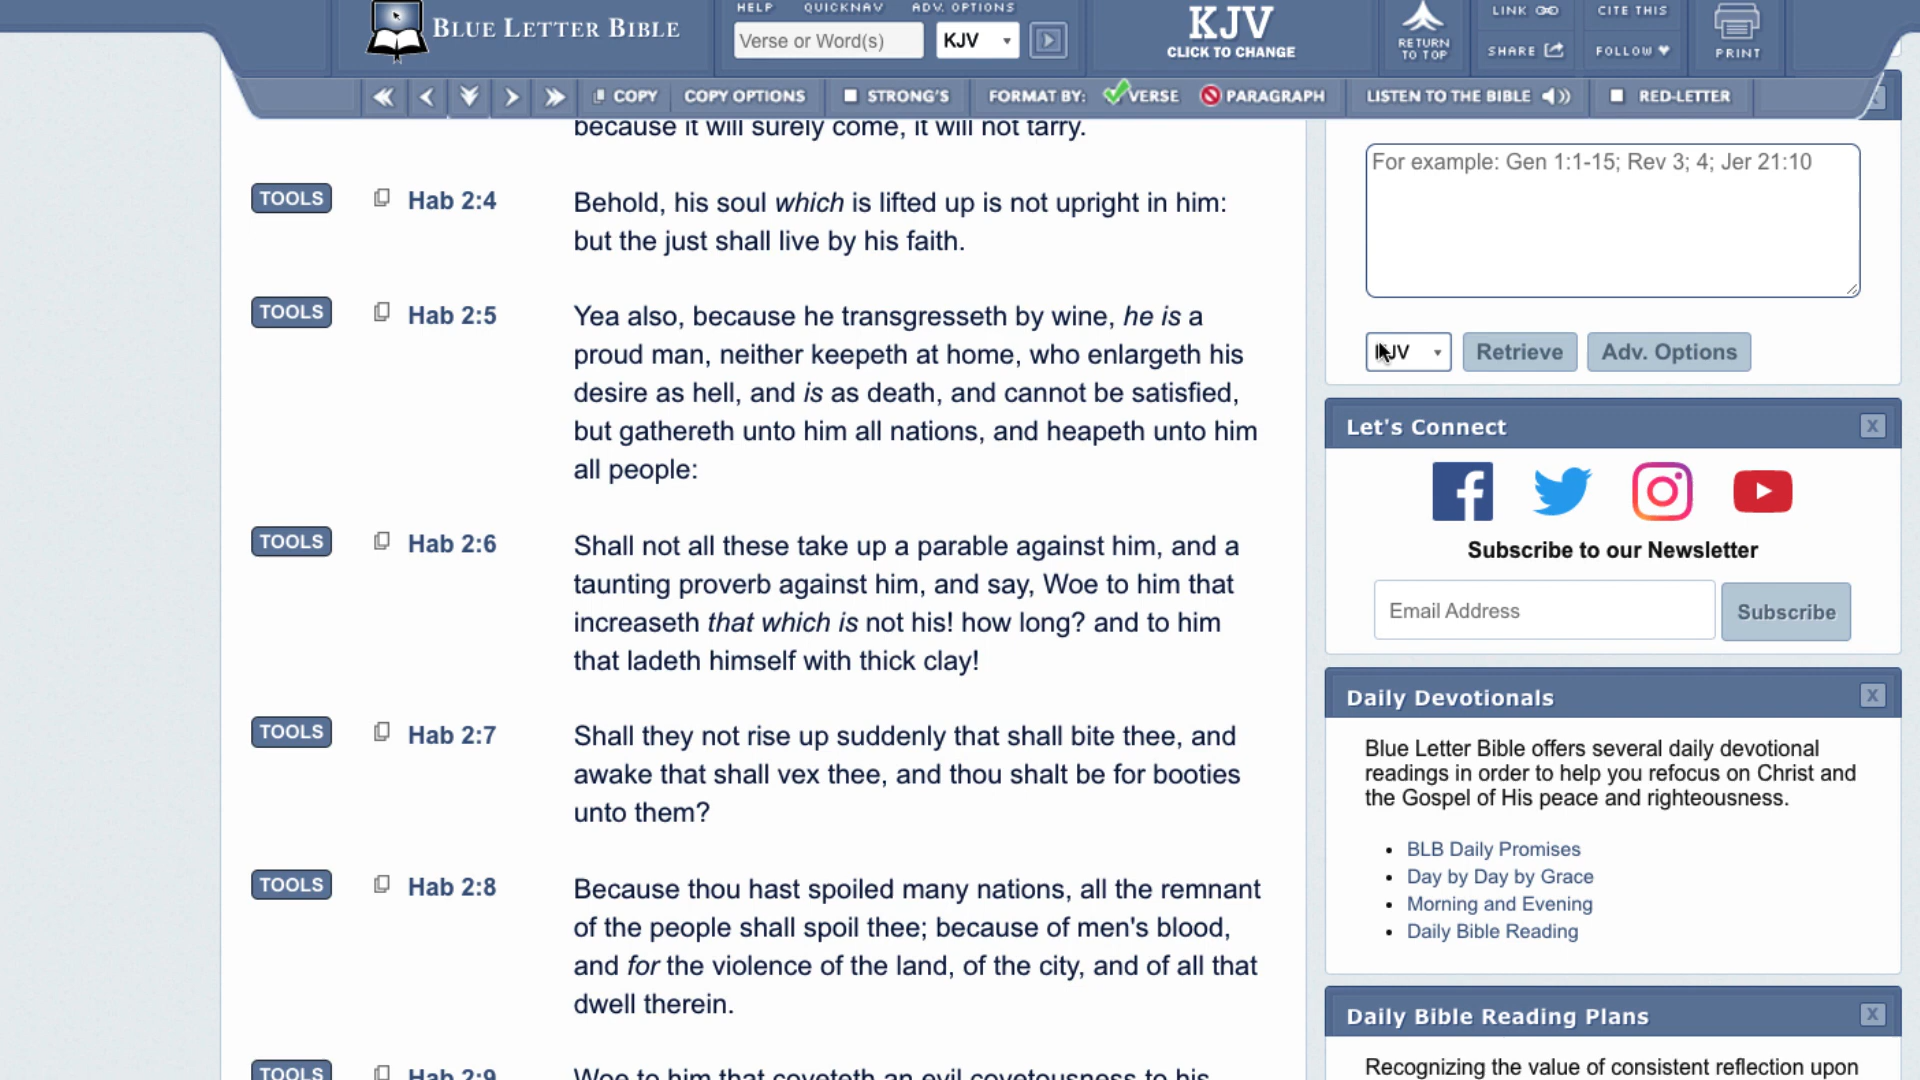 HELP QUICKNAV ADV. OPTIONS
BLUE LETTER BIBLE
Verse or Word(s)
KJV
KJV
CLICK TO CHANGE
RETURN
TO TOP
LINK
SHARE
CITE THIS
FOLLOW
PRINT
COPY COPY OPTIONS STRONG'S FORMAT BY: VERSE PARAGRAPH LISTEN TO THE BIBLE RED-LETTER
because it will surely come, it will not tarry.
TOOLS Hab 2:4
Behold, his soul which is lifted up is not upright in him:
but the just shall live by his faith.
TOOLS Hab 2:5
Yea also, because he transgresseth by wine, he is a
proud man, neither keepeth at home, who enlargeth his
desire as hell, and is as death, and cannot be satisfied,
but gathereth unto him all nations, and heapeth unto him
all people:
TOOLS Hab 2:6
Shall not all these take up a parable against him, and a
taunting proverb against him, and say, Woe to him that
increaseth that which is not his! how long? and to him
that ladeth himself with thick clay!
TOOLS Hab 2:7
Shall they not rise up suddenly that shall bite thee, and
awake that shall vex thee, and thou shalt be for booties
unto them?
TOOLS Hab 2:8
Because thou hast spoiled many nations, all the remnant
of the people shall spoil thee; because of men's blood,
and for the violence of the land, of the city, and of all that
dwell therein.
TOOLS Hab 2:9
Woe to him that coveteth an evil covetousness to his
X
For example: Gen 1:1-15; Rev 3; 4; Jer 21:10
KJV Retrieve Adv. Options
Let's Connect X
Subscribe to our Newsletter
Email Address Subscribe
Daily Devotionals X
Blue Letter Bible offers several daily devotional
readings in order to help you refocus on Christ and
the Gospel of His peace and righteousness.
• BLB Daily Promises
• Day by Day by Grace
• Morning and Evening
• Daily Bible Reading
Daily Bible Reading Plans X
Recognizing the value of consistent reflection upon